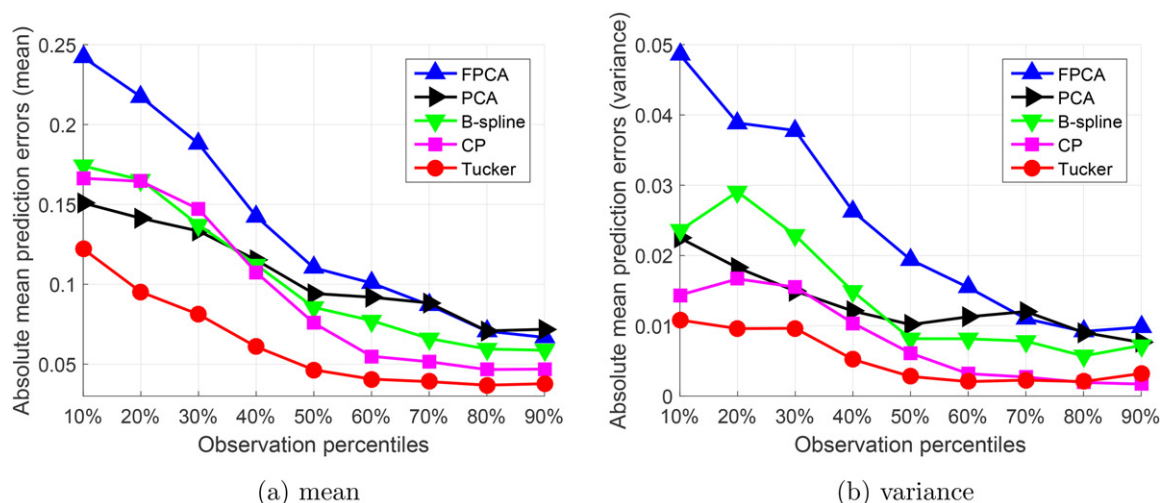 Absolute mean prediction errors (mean)
0.25
0.2
0.15
0.1
0.05
FPCA
PCA
B-spline
CP
Tucker
10% 20% 30% 40% 50% 60% 70% 80% 90%
Observation percentiles
(a) mean
Absolute mean prediction errors (variance)
0.05
0.04
0.03
0.02
0.01
0
FPCA
PCA
B-spline
CP
Tucker
10% 20% 30% 40% 50% 60% 70% 80% 90%
Observation percentiles
(b) variance